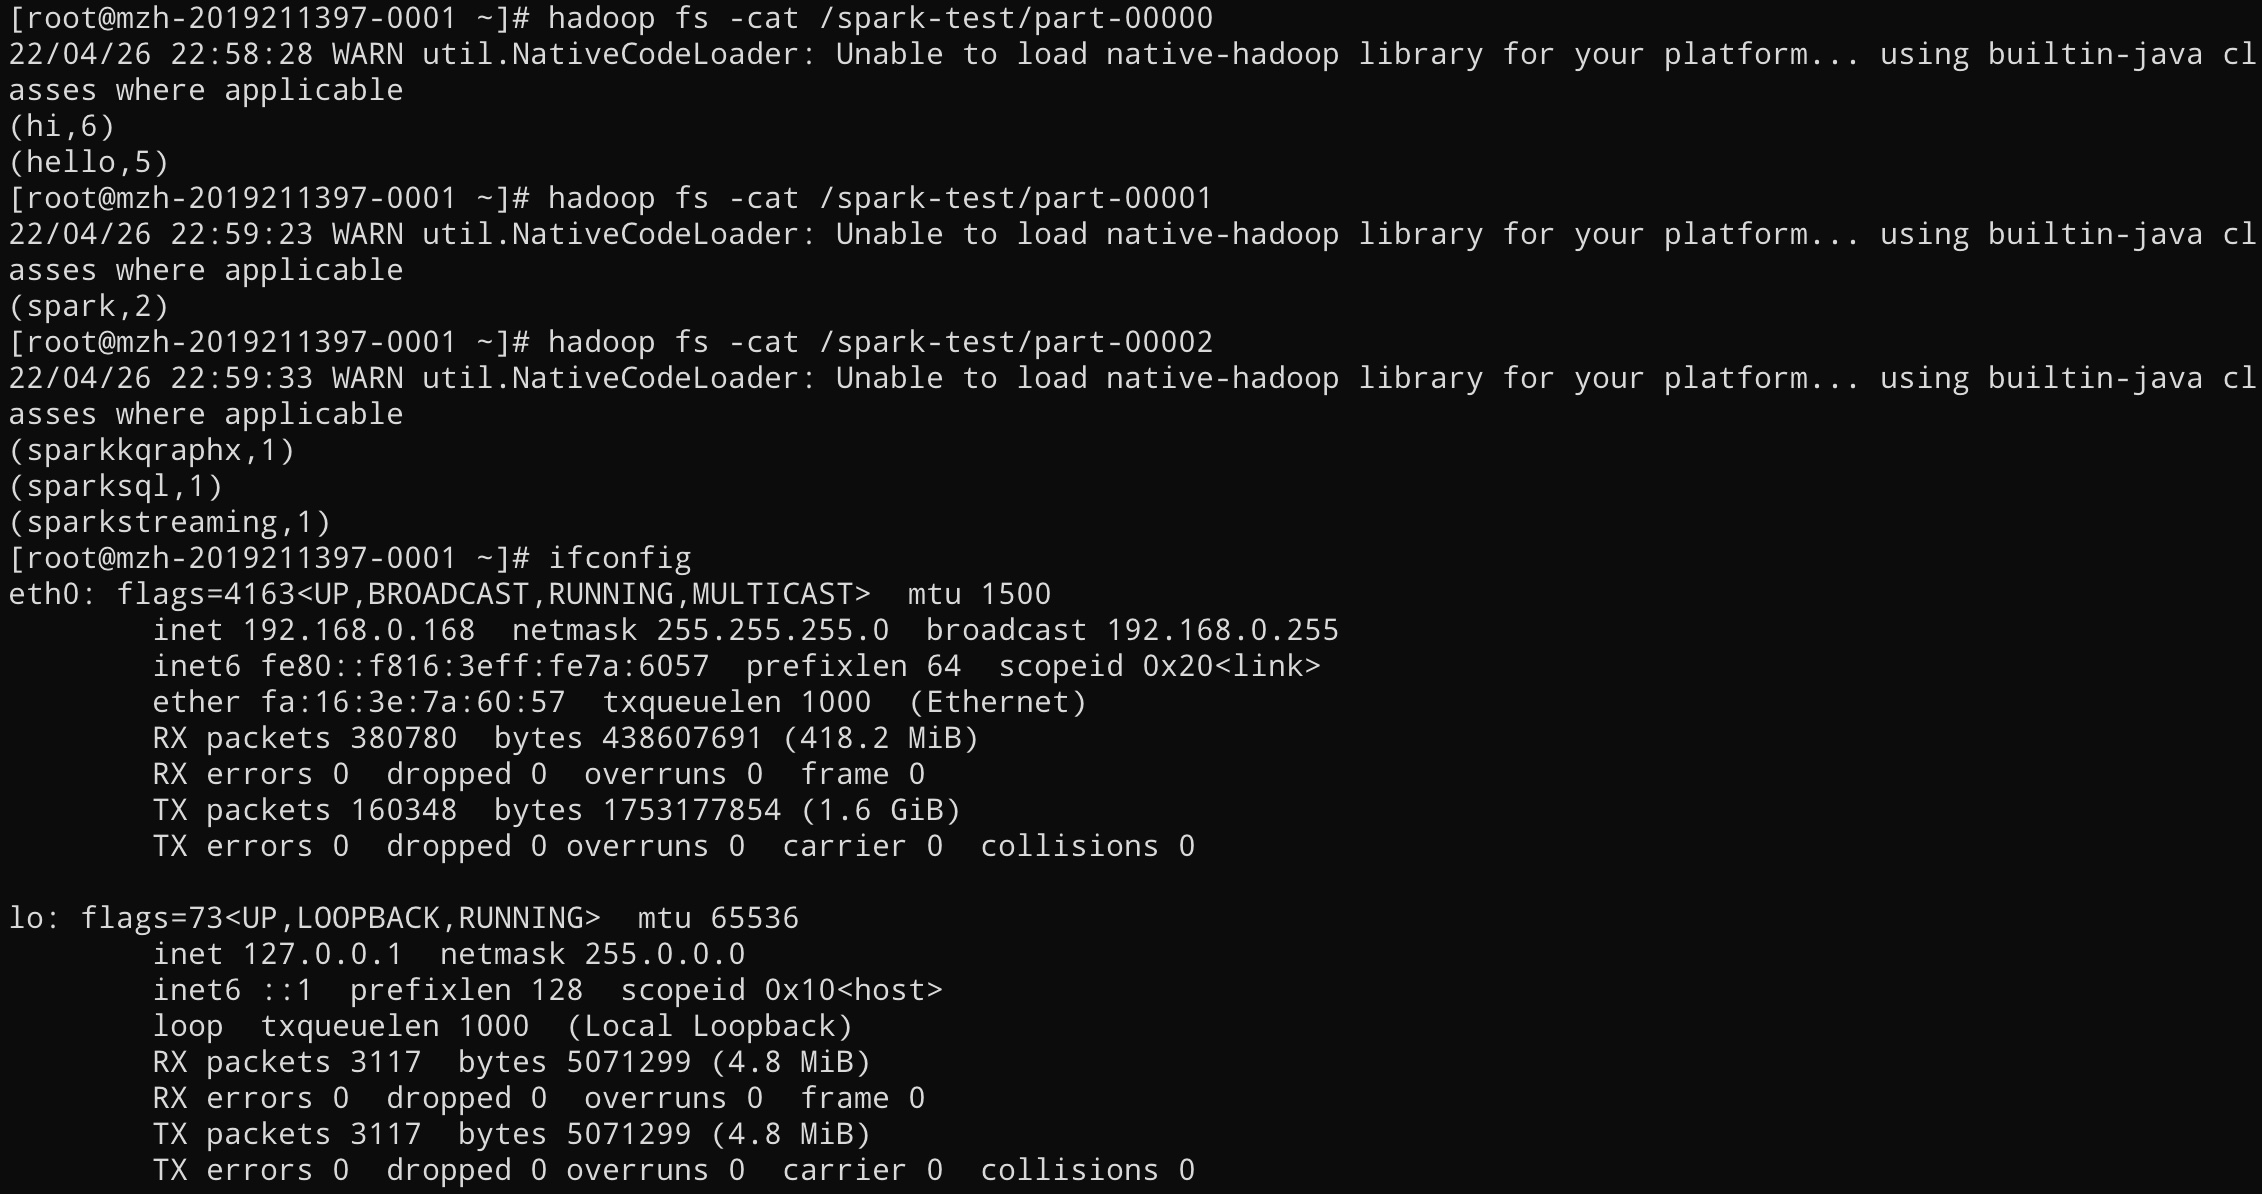 [root@mzh-2019211397-0001 ~]# hadoop fs -cat /spark-test/part-00000
22/04/26 22:58:28 WARN util.NativeCodeLoader: Unable to load native-hadoop library for your platform... using builtin-java cl
asses where applicable
(hi,6)
(hello,5)
[root@mzh-2019211397-0001 ~]# hadoop fs -cat /spark-test/part-00001
22/04/26 22:59:23 WARN util.NativeCodeLoader: Unable to load native-hadoop library for your platform... using builtin-java cl
asses where applicable
(spark,2)
[root@mzh-2019211397-0001 ~]# hadoop fs -cat /spark-test/part-00002
22/04/26 22:59:33 WARN util.NativeCodeLoader: Unable to load native-hadoop library for your platform... using builtin-java cl
asses where applicable
(sparkkqraphx,1)
(sparksql,1)
(sparkstreaming,1)
[root@mzh-2019211397-0001 ~]# ifconfig
eth0: flags=4163<UP,BROADCAST,RUNNING,MULTICAST>  mtu 1500
        inet 192.168.0.168  netmask 255.255.255.0  broadcast 192.168.0.255
        inet6 fe80::f816:3eff:fe7a:6057  prefixlen 64  scopeid 0x20<link>
        ether fa:16:3e:7a:60:57  txqueuelen 1000  (Ethernet)
        RX packets 380780  bytes 438607691 (418.2 MiB)
        RX errors 0  dropped 0  overruns 0  frame 0
        TX packets 160348  bytes 1753177854 (1.6 GiB)
        TX errors 0  dropped 0 overruns 0  carrier 0  collisions 0

lo: flags=73<UP,LOOPBACK,RUNNING>  mtu 65536
        inet 127.0.0.1  netmask 255.0.0.0
        inet6 ::1  prefixlen 128  scopeid 0x10<host>
        loop  txqueuelen 1000  (Local Loopback)
        RX packets 3117  bytes 5071299 (4.8 MiB)
        RX errors 0  dropped 0  overruns 0  frame 0
        TX packets 3117  bytes 5071299 (4.8 MiB)
        TX errors 0  dropped 0 overruns 0  carrier 0  collisions 0